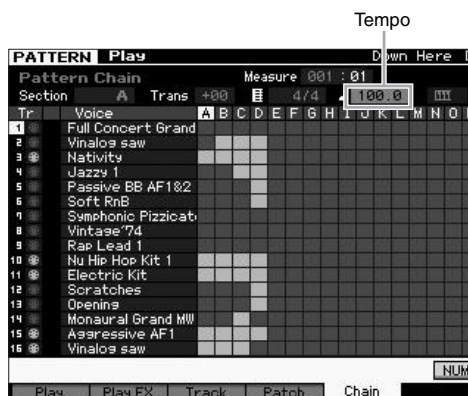 Tempo
PATTERN Play Down Here
Pattern Chain Measure 001 : 01
Section A Trans +00 4/4 100.0
Tr Voice A B C D E F G H I J K L M N O
1 Full Concert Grand
2 Vinalog saw
3 Nativity
4 Jazzy 1
5 Passive BB AF1&2
6 Soft RnB
7 Symphonic Pizzicat
8 Vintage'74
9 Rap Lead 1
10 Nu Hip Hop Kit 1
11 Electric Kit
12 Scratches
13 Opening
14 Monaural Grand MW
15 Aggressive AF1
16 Vinalog saw
NUM
Play Play FX Track Patch Chain